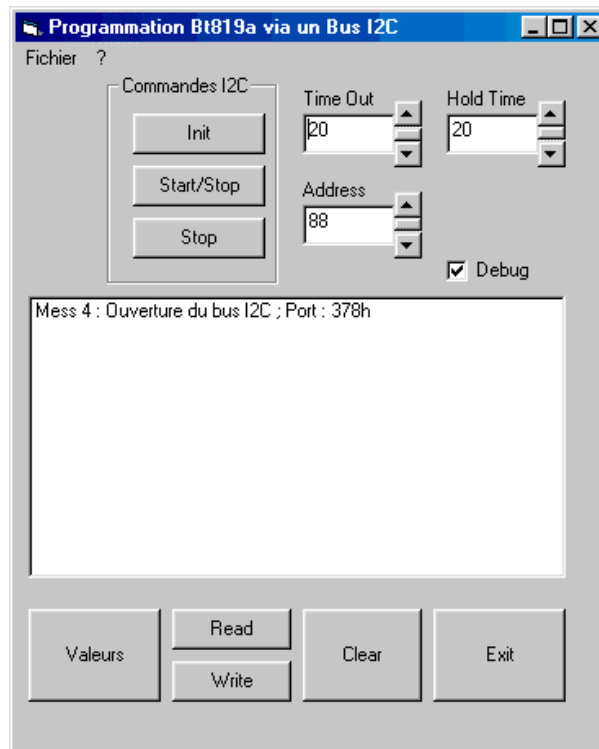 Programmation Bt819a via un Bus I2C
Fichier ?
Commandes I2C
Init
Start/Stop
Stop
Time Out
20
Hold Time
20
Address
88
Debug
Mess 4 : Ouverture du bus I2C ; Port : 378h
Valeurs
Read
Write
Clear
Exit